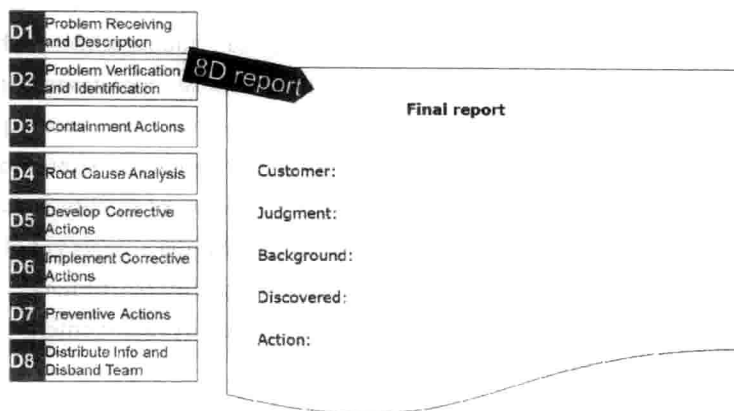 D1 Problem Receiving
and Description
D2 Problem Verification
and Identification
D3 Containment Actions
D4 Root Cause Analysis
D5 Develop Corrective
Actions
D6 Implement Corrective
Actions
D7 Preventive Actions
D8 Distribute Info and
Disband Team
8D report
Final report
Customer:
Judgment:
Background:
Discovered:
Action: